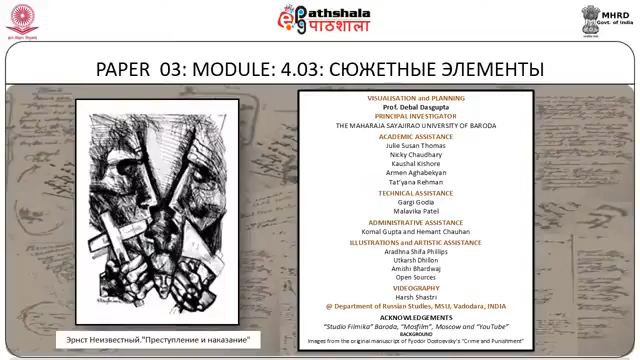 ePathshala
पाठशाला
MHRD
Govt. of India
PAPER 03: MODULE: 4.03: СЮЖЕТНЫЕ ЭЛЕМЕНТЫ
VISUALISATION and PLANNING
Prof. Debal Dasgupta
PRINCIPAL INVESTIGATOR
THE MAHARAJA SAYAJIRAO UNIVERSITY OF BARODA
ACADEMIC ASSISTANCE
Julie Susan Thomas
Nicky Chaudhary
Kaushal Kishore
Armen Aghabekyan
Tat'yana Rehman
TECHNICAL ASSISTANCE
Gargi Godia
Malavika Patel
ADMINISTRATIVE ASSISTANCE
Komal Gupta and Hemant Chauhan
ILLUSTRATIONS and ARTISTIC ASSISTANCE
Aradhna Shifa Phillips
Utkarsh Dhillon
Amishi Bhardwaj
Open Sources
VIDEOGRAPHY
Harsh Shastri
@ Department of Russian Studies, MSU, Vadodara, INDIA
ACKNOWLEDGEMENTS
"Studio Filmika" Baroda, "Mosfilm", Moscow and "YouTube"
BACKGROUND
Images from the original manuscript of Fyodor Dostoevsky's "Crime and Punishment"
Эрнст Неизвестный."Преступление и наказание"